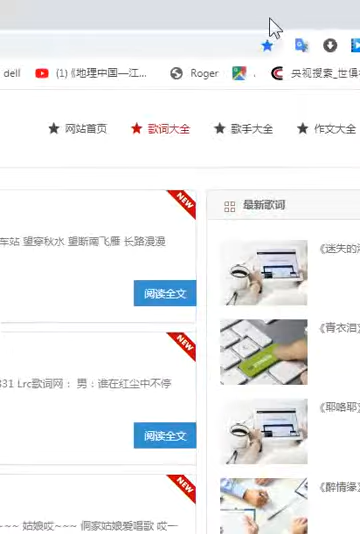 dell (1)《地理中国—江... Roger . 央视搜索_世俱
网站首页 歌词大全 歌手大全 作文大全
NEW
车站 望穿秋水 望断南飞雁 长路漫漫
阅读全文
NEW
331 Lrc歌词网： 男：谁在红尘中不停
阅读全文
NEW
~~~ 姑娘哎~~~ 侗家姑娘爱唱歌 哎一
最新歌词
《迷失的
《青衣泪》
《耶咯耶》
《醉情缘》